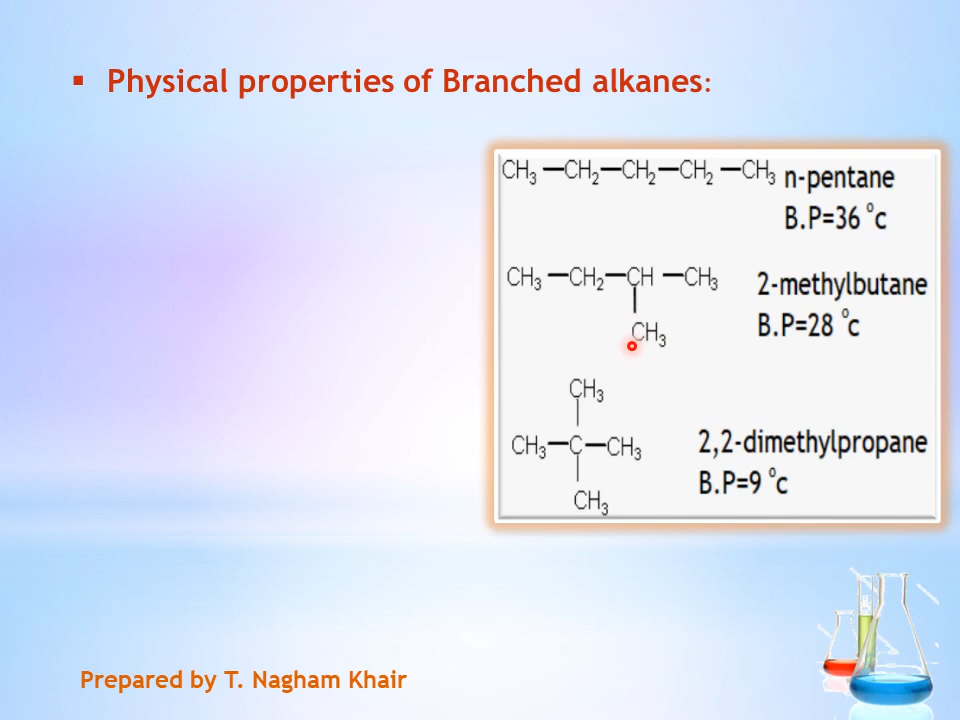 ▪ Physical properties of Branched alkanes:
CH₃ —CH₂—CH₂—CH₂ —CH₃ n-pentane
B.P=36 °c
CH₃ —CH₂—CH —CH₃ 2-methylbutane
B.P=28 °c
CH₃
CH₃
CH₃—C—CH₃ 2,2-dimethylpropane
B.P=9 °c
CH₃
Prepared by T. Nagham Khair